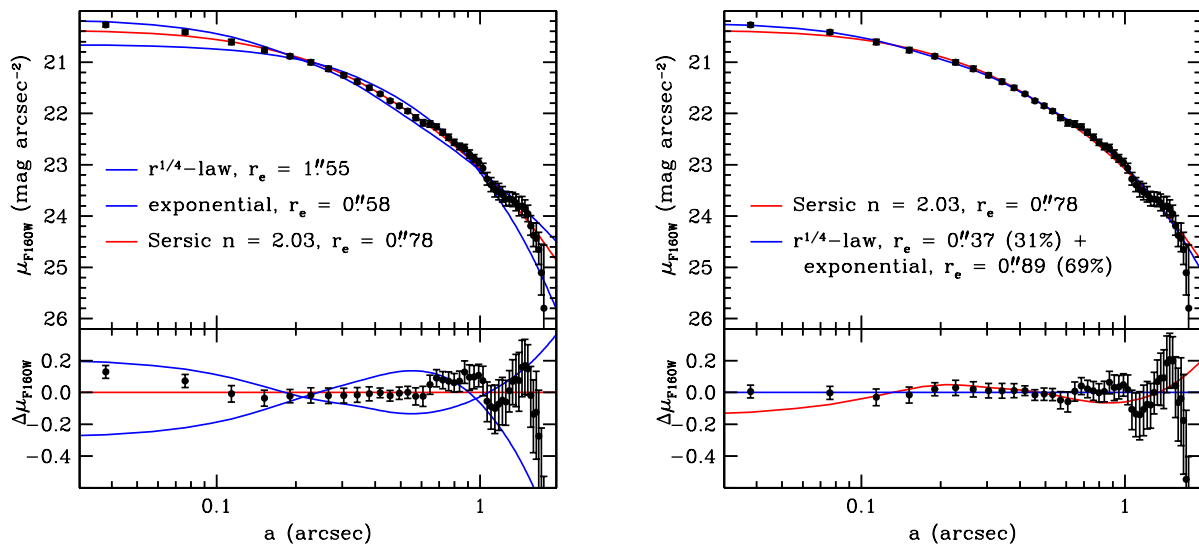 21
22
23
24
25
26
μF160W (mag arcsec⁻²)
r¹/⁴−law, rₑ = 1″.55
exponential, rₑ = 0″.58
Sersic n = 2.03, rₑ = 0″.78
0.2
0.0
−0.2
−0.4
ΔμF160W
0.1
1
a (arcsec)
21
22
23
24
25
26
μF160W (mag arcsec⁻²)
Sersic n = 2.03, rₑ = 0″.78
r¹/⁴−law, rₑ = 0″.37 (31%) +
exponential, rₑ = 0″.89 (69%)
0.2
0.0
−0.2
−0.4
ΔμF160W
0.1
1
a (arcsec)